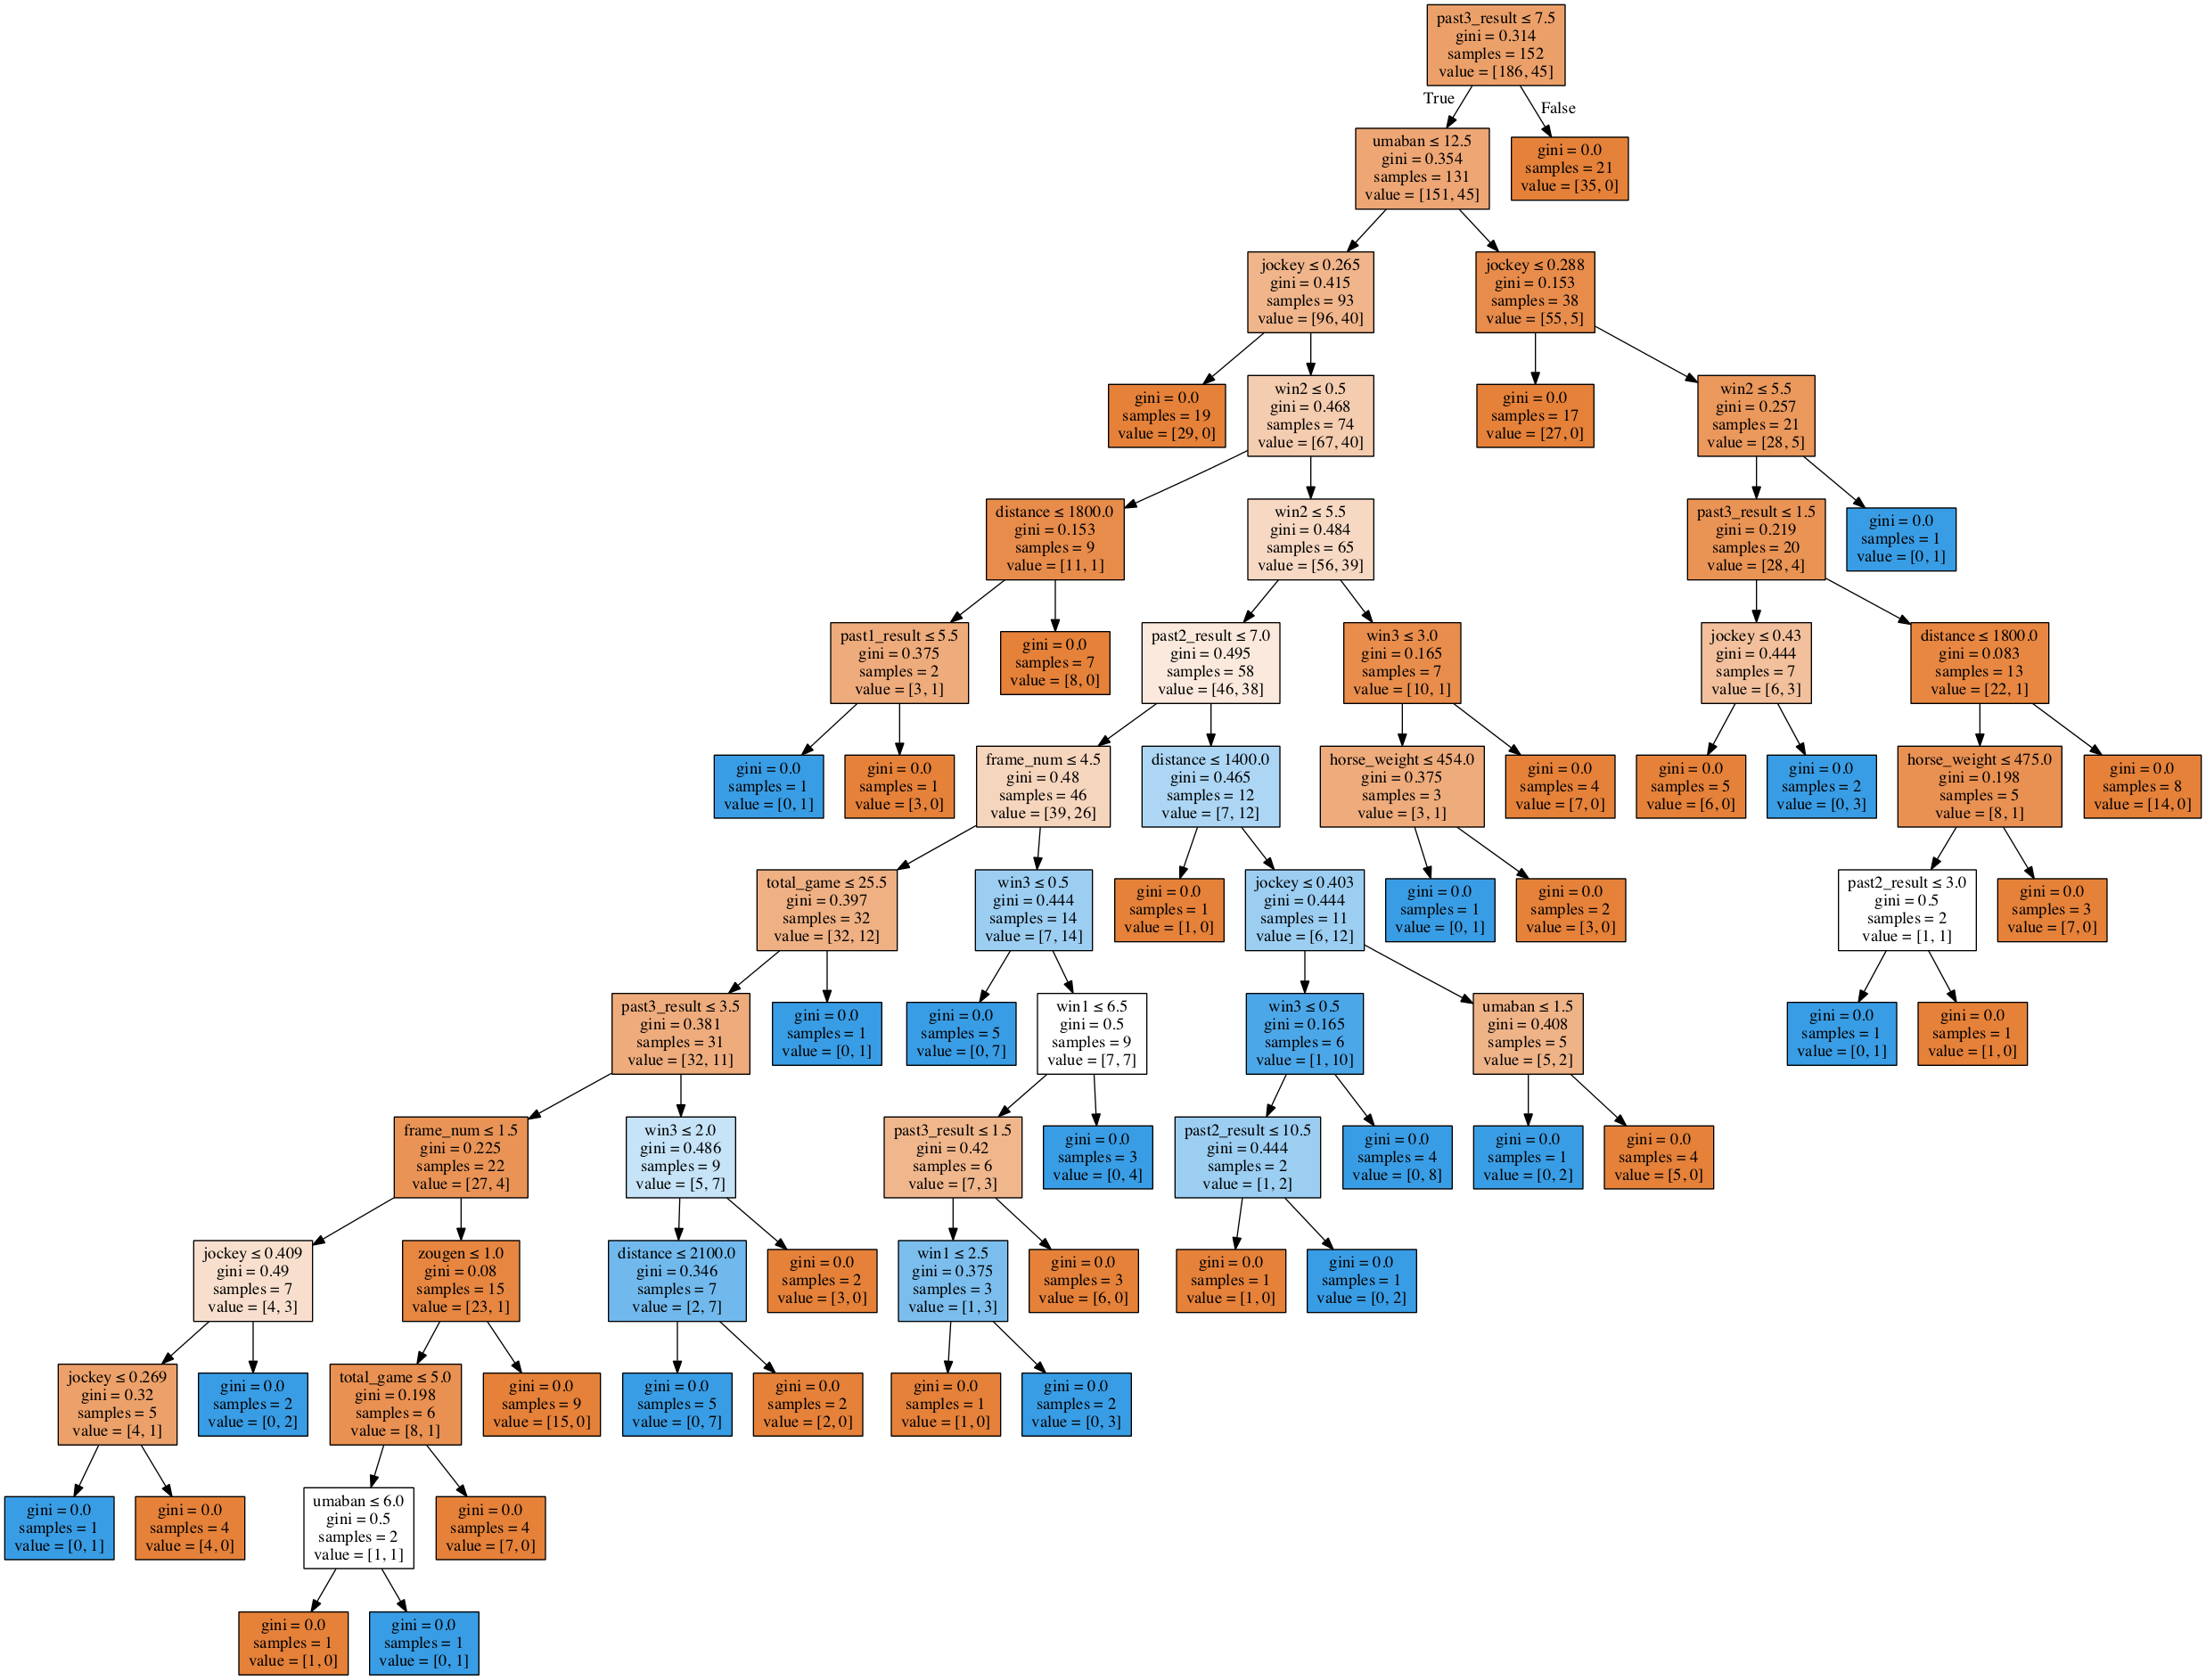 past3_result ≤ 7.5
gini = 0.314
samples = 152
value = [186, 45]
True
False
umaban ≤ 12.5
gini = 0.354
samples = 131
value = [151, 45]
gini = 0.0
samples = 21
value = [35, 0]
jockey ≤ 0.265
gini = 0.415
samples = 93
value = [96, 40]
jockey ≤ 0.288
gini = 0.153
samples = 38
value = [55, 5]
gini = 0.0
samples = 19
value = [29, 0]
win2 ≤ 0.5
gini = 0.468
samples = 74
value = [67, 40]
gini = 0.0
samples = 17
value = [27, 0]
win2 ≤ 5.5
gini = 0.257
samples = 21
value = [28, 5]
distance ≤ 1800.0
gini = 0.153
samples = 9
value = [11, 1]
win2 ≤ 5.5
gini = 0.484
samples = 65
value = [56, 39]
past3_result ≤ 1.5
gini = 0.219
samples = 20
value = [28, 4]
gini = 0.0
samples = 1
value = [0, 1]
past1_result ≤ 5.5
gini = 0.375
samples = 2
value = [3, 1]
gini = 0.0
samples = 7
value = [8, 0]
past2_result ≤ 7.0
gini = 0.495
samples = 58
value = [46, 38]
win3 ≤ 3.0
gini = 0.165
samples = 7
value = [10, 1]
jockey ≤ 0.43
gini = 0.444
samples = 7
value = [6, 3]
distance ≤ 1800.0
gini = 0.083
samples = 13
value = [22, 1]
gini = 0.0
samples = 1
value = [0, 1]
gini = 0.0
samples = 1
value = [3, 0]
frame_num ≤ 4.5
gini = 0.48
samples = 46
value = [39, 26]
distance ≤ 1400.0
gini = 0.465
samples = 12
value = [7, 12]
horse_weight ≤ 454.0
gini = 0.375
samples = 3
value = [3, 1]
gini = 0.0
samples = 4
value = [7, 0]
gini = 0.0
samples = 5
value = [6, 0]
gini = 0.0
samples = 2
value = [0, 3]
horse_weight ≤ 475.0
gini = 0.198
samples = 5
value = [8, 1]
gini = 0.0
samples = 8
value = [14, 0]
total_game ≤ 25.5
gini = 0.397
samples = 32
value = [32, 12]
win3 ≤ 0.5
gini = 0.444
samples = 14
value = [7, 14]
gini = 0.0
samples = 1
value = [1, 0]
jockey ≤ 0.403
gini = 0.444
samples = 11
value = [6, 12]
gini = 0.0
samples = 1
value = [0, 1]
gini = 0.0
samples = 2
value = [3, 0]
past2_result ≤ 3.0
gini = 0.5
samples = 2
value = [1, 1]
gini = 0.0
samples = 3
value = [7, 0]
past3_result ≤ 3.5
gini = 0.381
samples = 31
value = [32, 11]
gini = 0.0
samples = 1
value = [0, 1]
gini = 0.0
samples = 5
value = [0, 7]
win1 ≤ 6.5
gini = 0.5
samples = 9
value = [7, 7]
win3 ≤ 0.5
gini = 0.165
samples = 6
value = [1, 10]
umaban ≤ 1.5
gini = 0.408
samples = 5
value = [5, 2]
gini = 0.0
samples = 1
value = [0, 1]
gini = 0.0
samples = 1
value = [1, 0]
frame_num ≤ 1.5
gini = 0.225
samples = 22
value = [27, 4]
win3 ≤ 2.0
gini = 0.486
samples = 9
value = [5, 7]
past3_result ≤ 1.5
gini = 0.42
samples = 6
value = [7, 3]
gini = 0.0
samples = 3
value = [0, 4]
past2_result ≤ 10.5
gini = 0.444
samples = 2
value = [1, 2]
gini = 0.0
samples = 4
value = [0, 8]
gini = 0.0
samples = 1
value = [0, 2]
gini = 0.0
samples = 4
value = [5, 0]
jockey ≤ 0.409
gini = 0.49
samples = 7
value = [4, 3]
zougen ≤ 1.0
gini = 0.08
samples = 15
value = [23, 1]
distance ≤ 2100.0
gini = 0.346
samples = 7
value = [2, 7]
gini = 0.0
samples = 2
value = [3, 0]
win1 ≤ 2.5
gini = 0.375
samples = 3
value = [1, 3]
gini = 0.0
samples = 3
value = [6, 0]
gini = 0.0
samples = 1
value = [1, 0]
gini = 0.0
samples = 1
value = [0, 2]
jockey ≤ 0.269
gini = 0.32
samples = 5
value = [4, 1]
gini = 0.0
samples = 2
value = [0, 2]
total_game ≤ 5.0
gini = 0.198
samples = 6
value = [8, 1]
gini = 0.0
samples = 9
value = [15, 0]
gini = 0.0
samples = 5
value = [0, 7]
gini = 0.0
samples = 2
value = [2, 0]
gini = 0.0
samples = 1
value = [1, 0]
gini = 0.0
samples = 2
value = [0, 3]
gini = 0.0
samples = 1
value = [0, 1]
gini = 0.0
samples = 4
value = [4, 0]
umaban ≤ 6.0
gini = 0.5
samples = 2
value = [1, 1]
gini = 0.0
samples = 4
value = [7, 0]
gini = 0.0
samples = 1
value = [1, 0]
gini = 0.0
samples = 1
value = [0, 1]